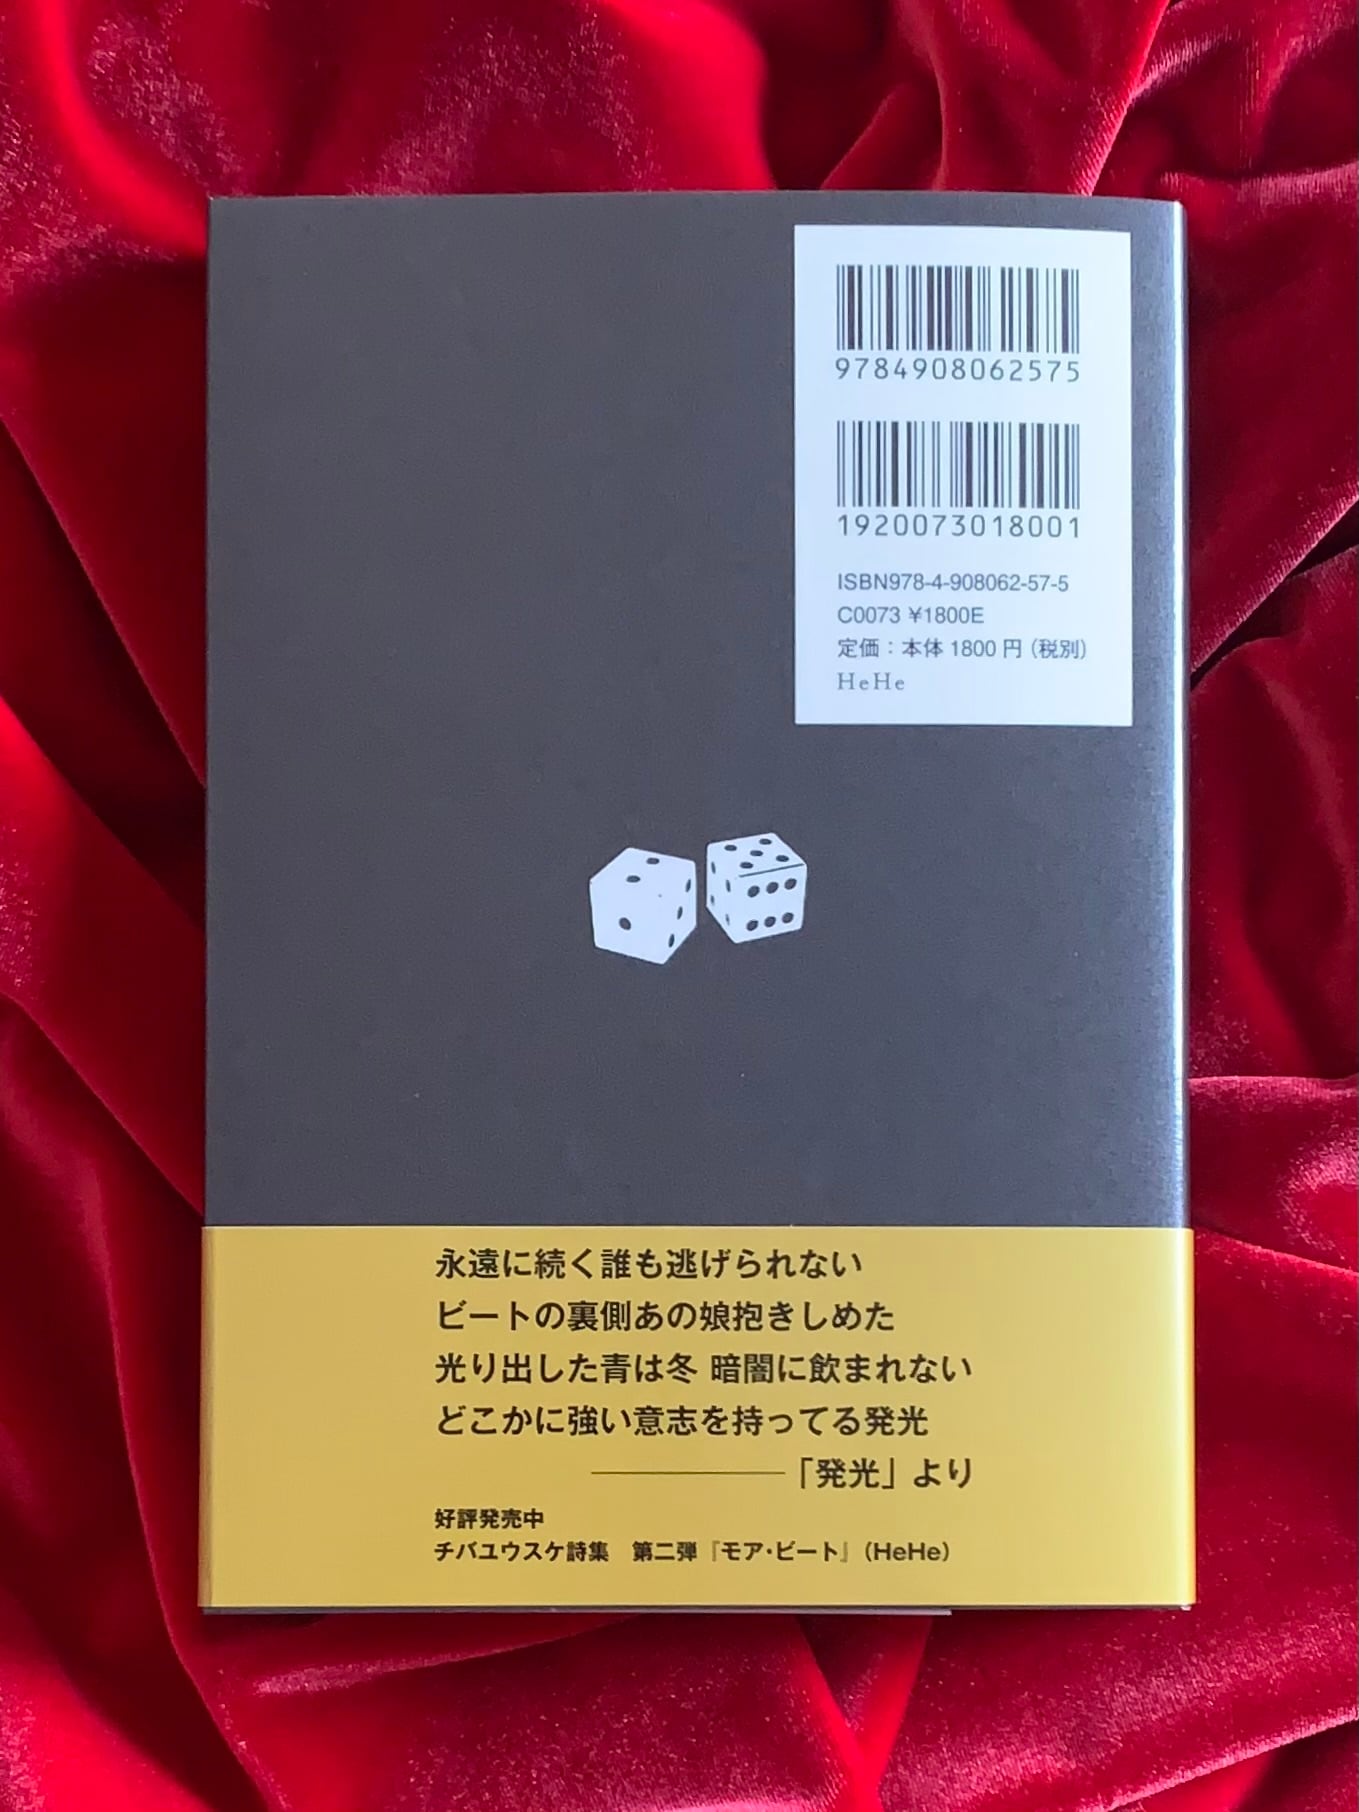 9784908062575
1920073018001
ISBN978-4-908062-57-5
C0073 ¥1800E
定価：本体 1800 円（税別）
HeHe
永遠に続く誰も逃げられない
ビートの裏側あの娘抱きしめた
光り出した青は冬 暗闇に飲まれない
どこかに強い意志を持ってる発光
――――「発光」より
好評発売中
チバユウスケ詩集　第二弾『モア・ビート』（HeHe）